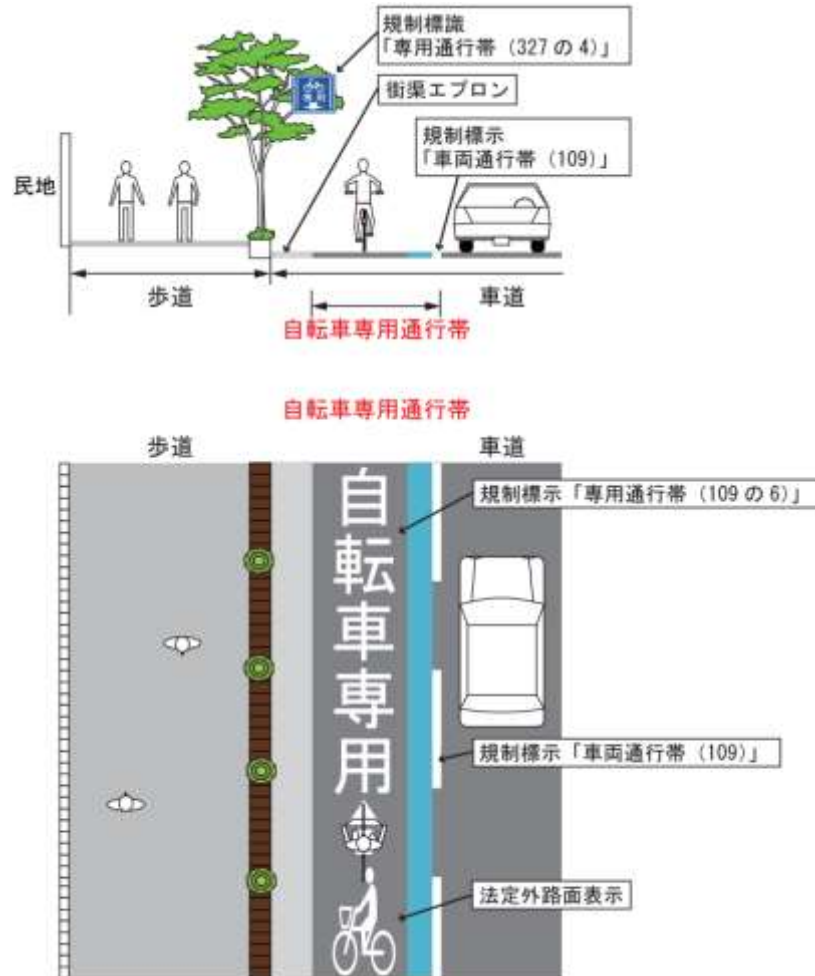 規制標識
「専用通行帯（327の4）」
街渠エプロン
規制標示
「車両通行帯（109）」
民地
歩道
車道
自転車専用通行帯
自転車専用通行帯
歩道
車道
規制標示「専用通行帯（109の6）」
自転車専用
規制標示「車両通行帯（109）」
法定外路面表示